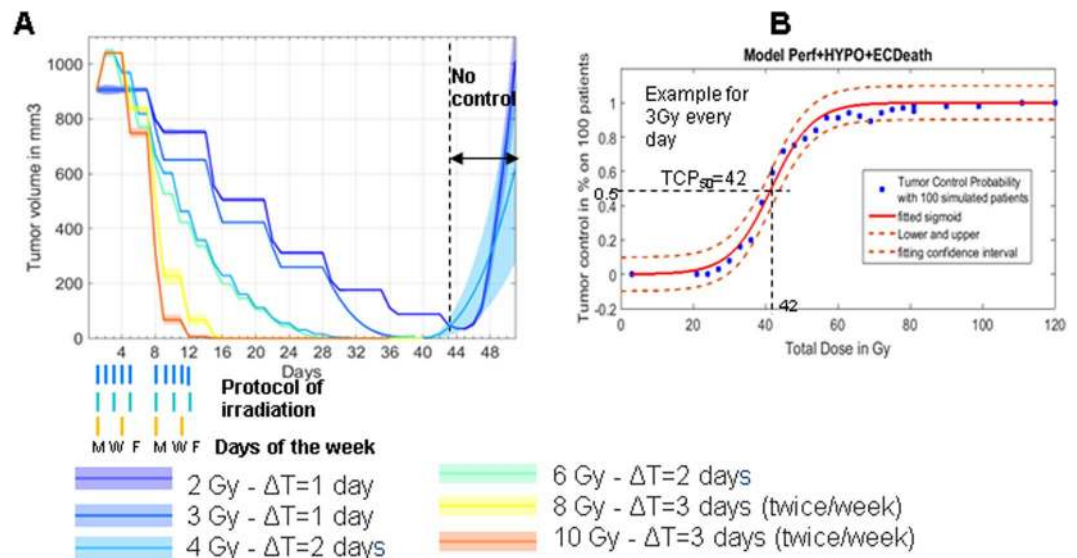 A
Tumor volume in mm3
1000
800
600
400
200
0
4 8 12 16 20 24 28 32 36 40 44 48
Days
No
control
Protocol of
irradiation
M W F M W F Days of the week
2 Gy - ΔT=1 day
3 Gy - ΔT=1 day
4 Gy - ΔT=2 days
6 Gy - ΔT=2 days
8 Gy - ΔT=3 days (twice/week)
10 Gy - ΔT=3 days (twice/week)
B
Model Perf+HYPO+ECDeath
Tumor control in % on 100 patients
1
0.8
0.6
0.5
0.4
0.2
0
-0.2
Example for
3Gy every
day
TCP50=42
42
Tumor Control Probability
with 100 simulated patients
fitted sigmoid
Lower and upper
fitting confidence interval
0 20 40 60 80 100 120
Total Dose in Gy